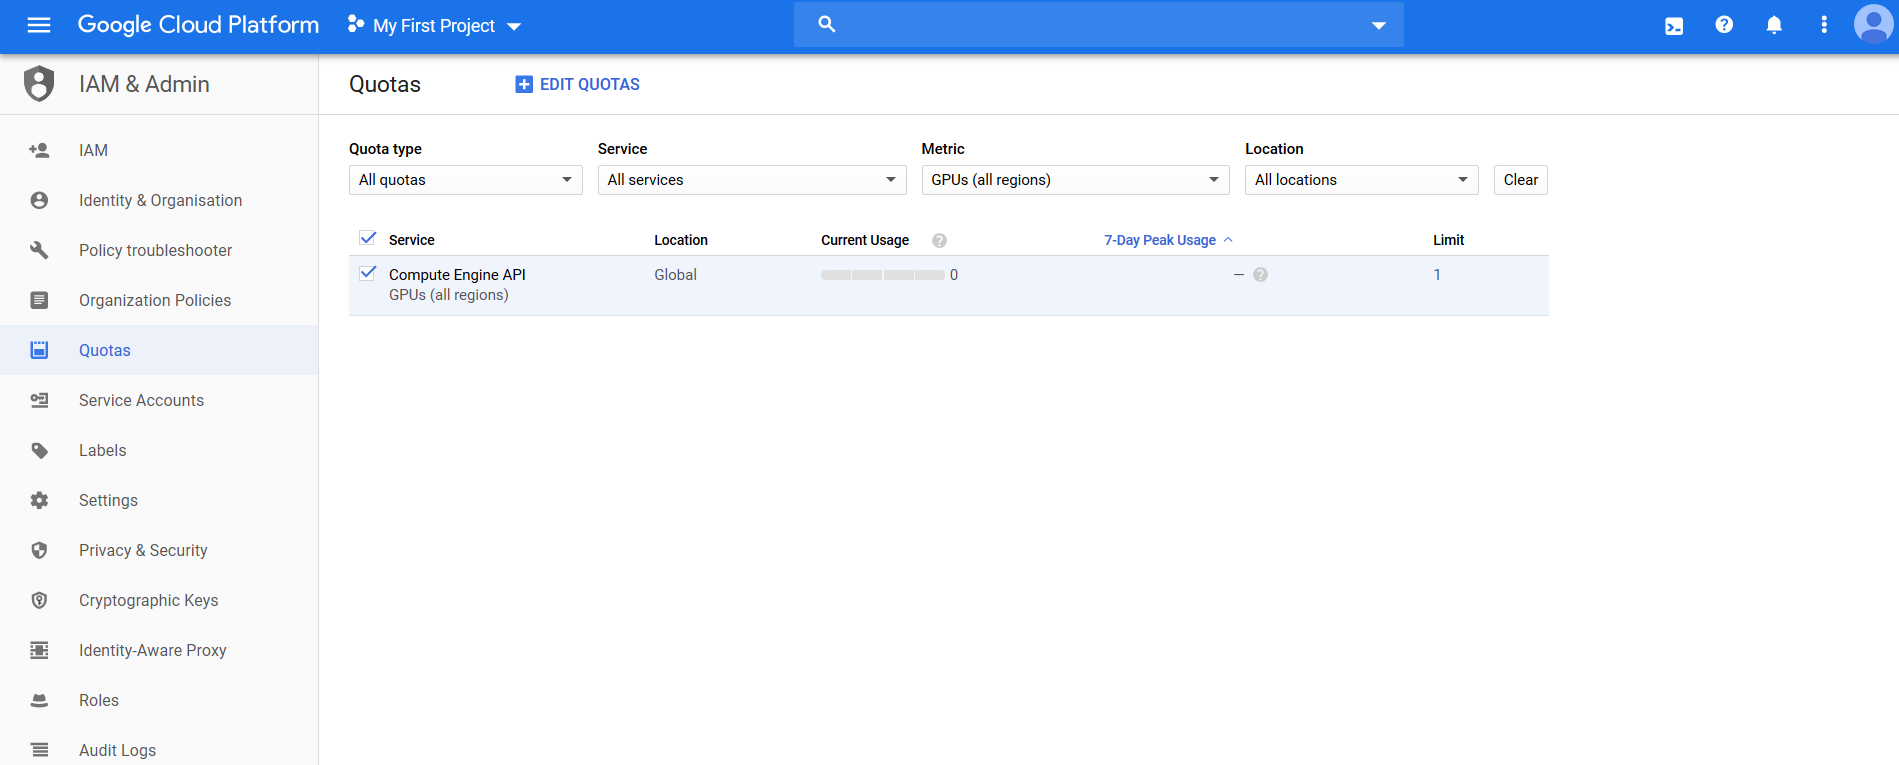 Google Cloud Platform
My First Project
IAM & Admin
Quotas
EDIT QUOTAS
IAM
Identity & Organisation
Policy troubleshooter
Organization Policies
Quotas
Service Accounts
Labels
Settings
Privacy & Security
Cryptographic Keys
Identity-Aware Proxy
Roles
Audit Logs
Quota type Service Metric Location
All quotas All services GPUs (all regions) All locations Clear
Service Location Current Usage ? 7-Day Peak Usage Limit
Compute Engine API Global 0 — ? 1
GPUs (all regions)